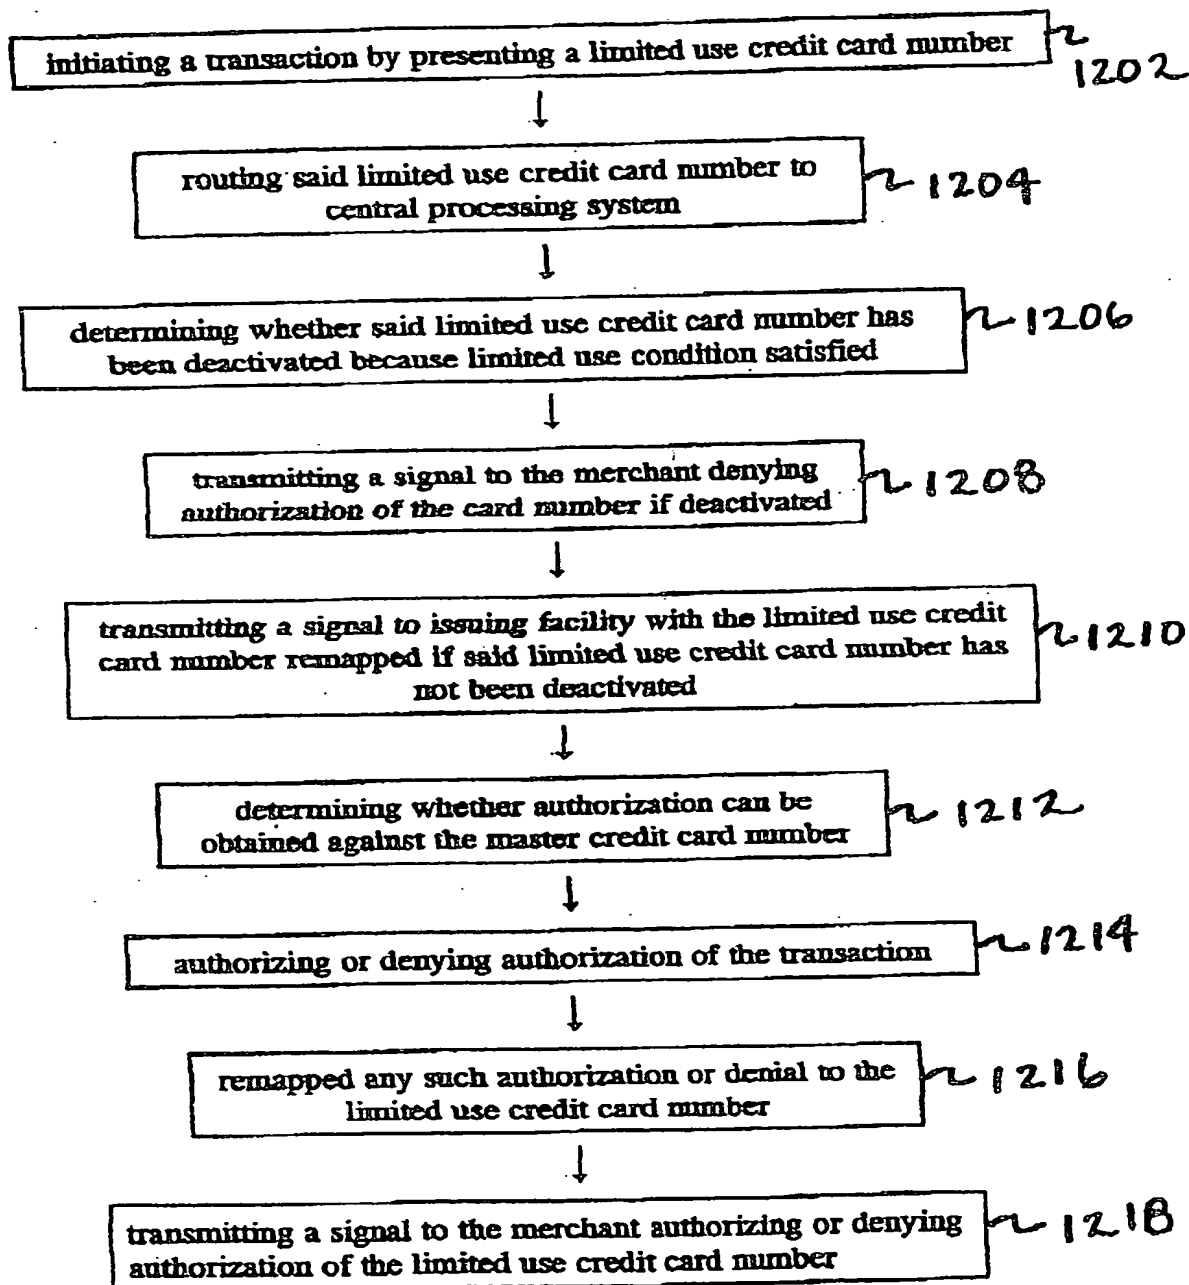 initiating a transaction by presenting a limited use credit card number
1202
routing said limited use credit card number to
central processing system
1204
determining whether said limited use credit card number has
been deactivated because limited use condition satisfied
1206
transmitting a signal to the merchant denying
authorization of the card number if deactivated
1208
transmitting a signal to issuing facility with the limited use credit
card number remapped if said limited use credit card number has
not been deactivated
1210
determining whether authorization can be
obtained against the master credit card number
1212
authorizing or denying authorization of the transaction
1214
remapped any such authorization or denial to the
limited use credit card number
1216
transmitting a signal to the merchant authorizing or denying
authorization of the limited use credit card number
1218